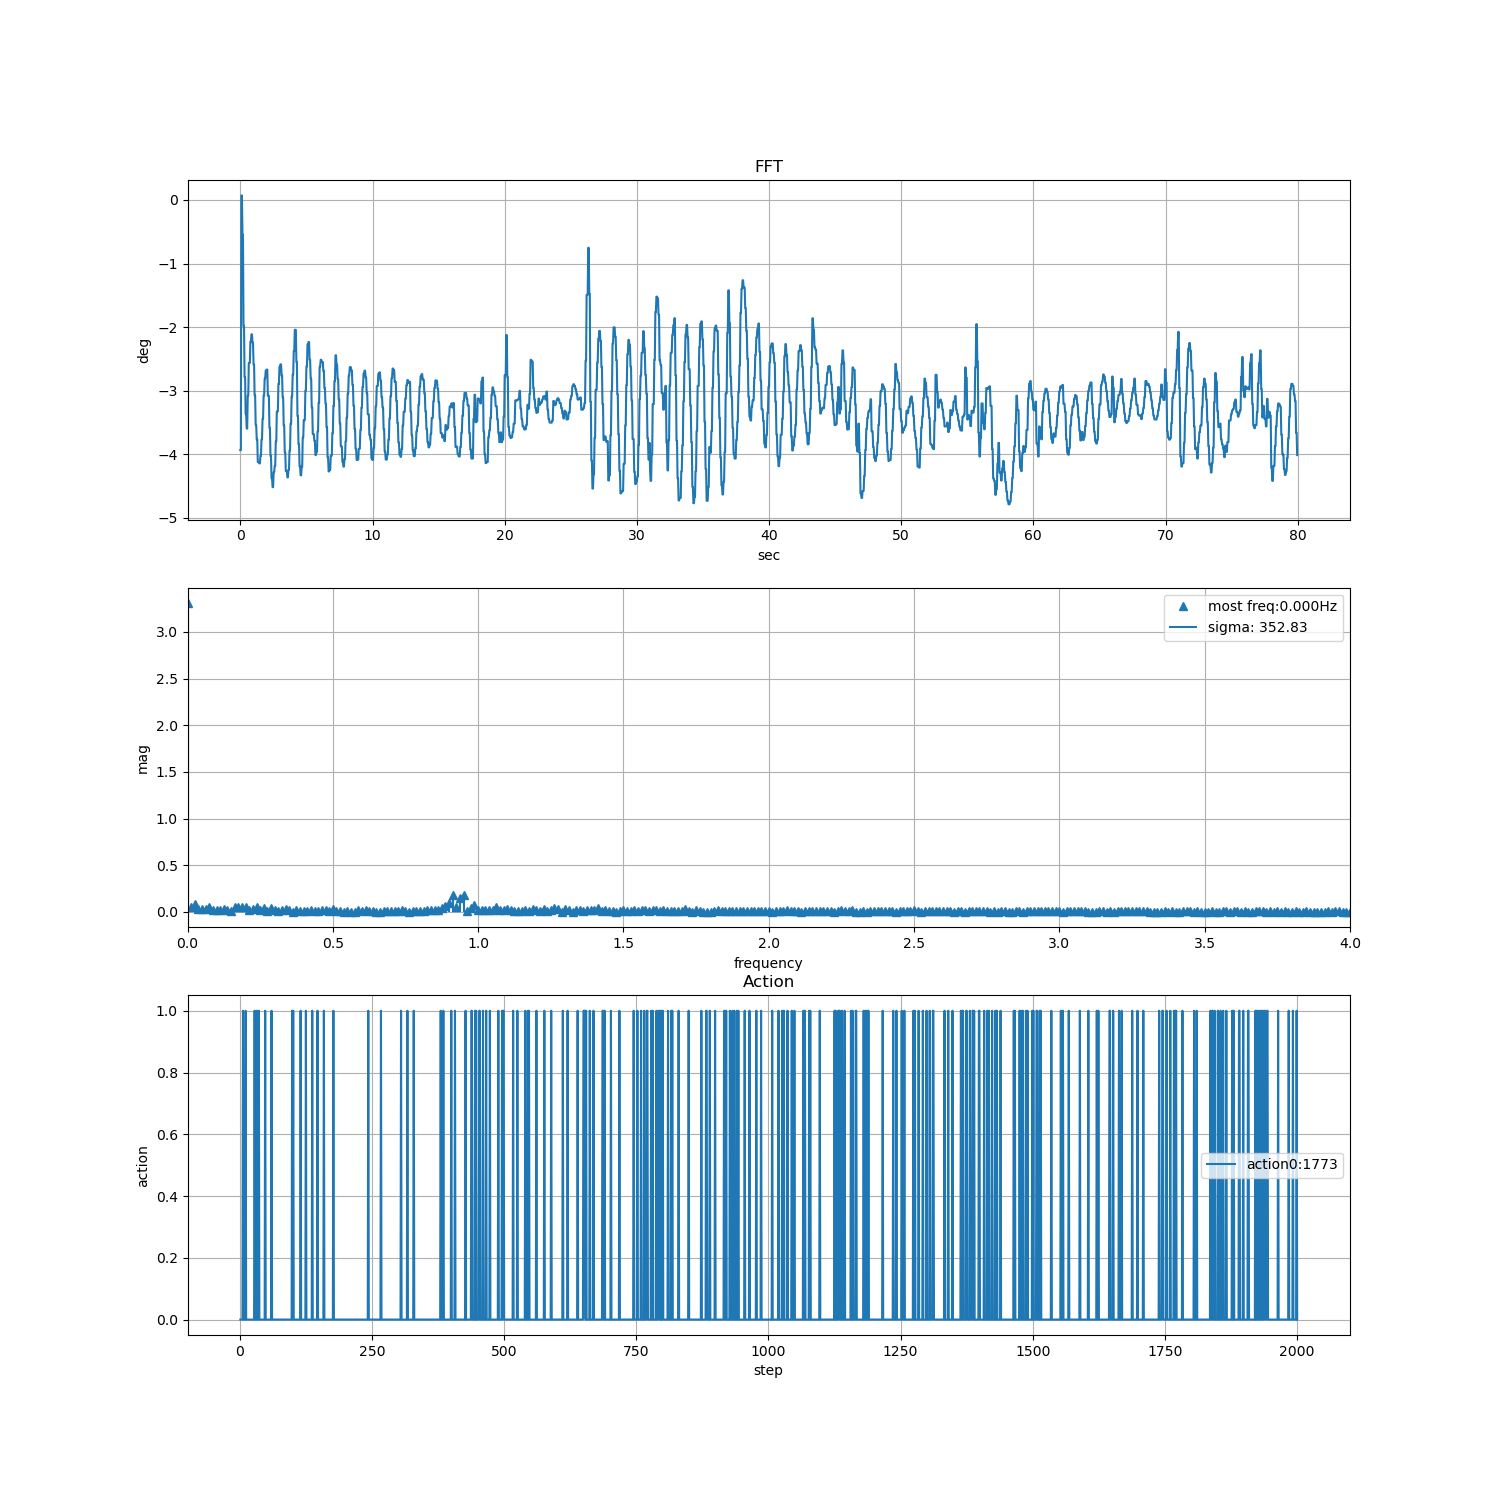 FFT
0
−1
−2
−3
−4
−5
deg
0 10 20 30 40 50 60 70 80
sec
most freq:0.000Hz
sigma: 352.83
3.0
2.5
2.0
1.5
1.0
0.5
0.0
mag
0.0 0.5 1.0 1.5 2.0 2.5 3.0 3.5 4.0
frequency
Action
1.0
0.8
0.6
0.4
0.2
0.0
action
action0:1773
0 250 500 750 1000 1250 1500 1750 2000
step